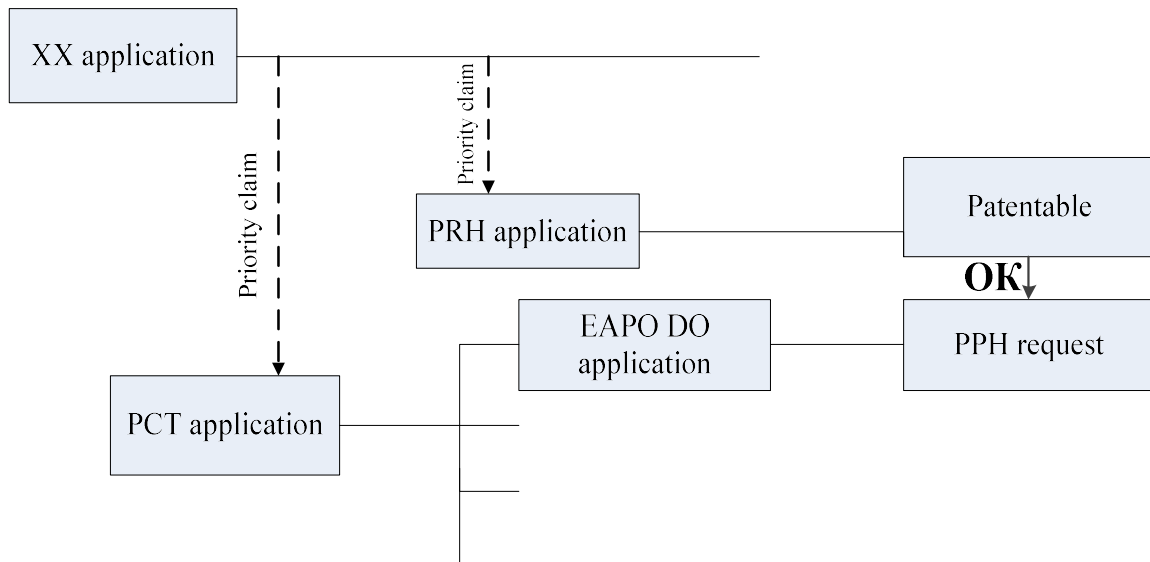 XX application
Priority claim
Priority claim
PRH application
Patentable
OK
EAPO DO
application
PPH request
PCT application